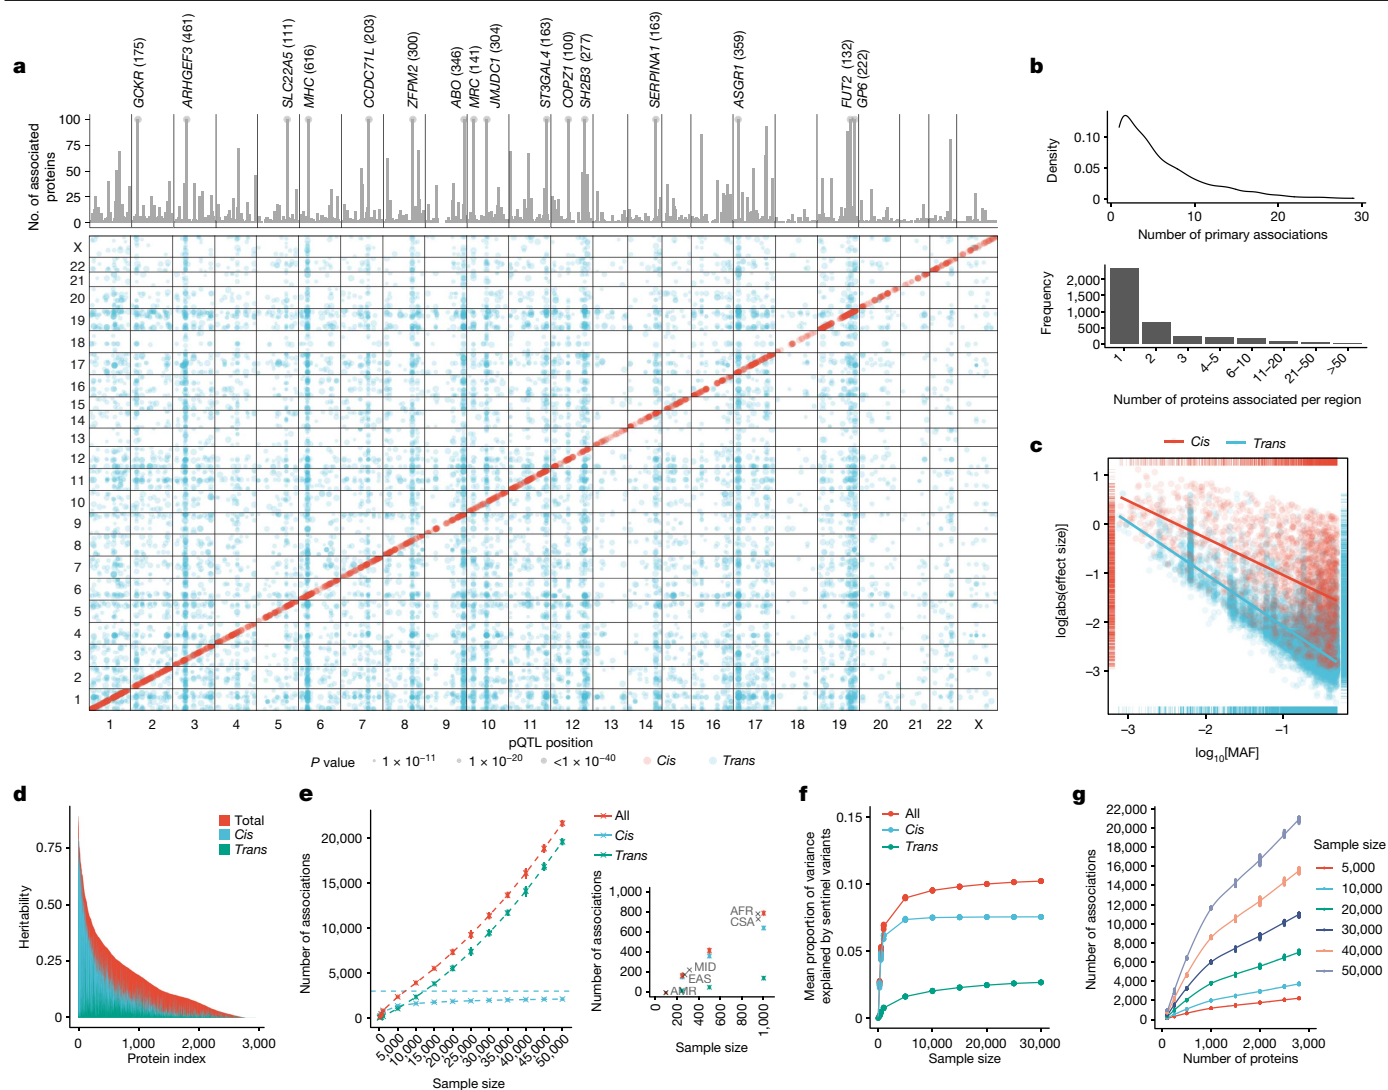 a
GCKR (175)
ARHGEF3 (461)
SLC22A5 (111)
MHC (616)
CCDC71L (203)
ZFPM2 (300)
ABO (346)
MRC (141)
JMJDC1 (304)
ST3GAL4 (163)
COPZ1 (100)
SH2B3 (277)
SERPINA1 (163)
ASGR1 (359)
FUT2 (132)
GP6 (222)
No. of associated
proteins
100
75
50
25
0
X
22
21
20
19
18
17
16
15
14
13
12
11
10
9
8
7
6
5
4
3
2
1
1 2 3 4 5 6 7 8 9 10 11 12 13 14 15 16 17 18 19 20 21 22 X
pQTL position
P value 1 × 10−11 1 × 10−20 <1 × 10−40 Cis Trans
b
Density
0.10
0.05
0
0 10 20 30
Number of primary associations
Frequency
2,000
1,500
1,000
500
0
1 2 3 4–5 6–10 11–20 21–50 >50
Number of proteins associated per region
c
Cis Trans
log[abs(effect size)]
1
0
−1
−2
−3
−3 −2 −1
log10[MAF]
d
Total
Cis
Trans
Heritability
0.75
0.50
0.25
0
0 1,000 2,000 3,000
Protein index
e
All
Cis
Trans
Number of associations
20,000
15,000
10,000
5,000
0
0 5,000 10,000 15,000 20,000 25,000 30,000 35,000 40,000 45,000 50,000
Sample size
Number of associations
1,000
800
600
400
200
0
AFR
CSA
MID
EAS
AMR
0 200 400 600 800 1,000
Sample size
f
All
Cis
Trans
Mean proportion of variance
explained by sentinel variants
0.15
0.10
0.05
0
0 10,000 20,000 30,000
Sample size
g
Number of associations
22,000
22,000
18,000
16,000
14,000
12,000
10,000
8,000
6,000
4,000
2,000
0
0 1,000 2,000 3,000
Number of proteins
Sample size
5,000
10,000
20,000
30,000
40,000
50,000